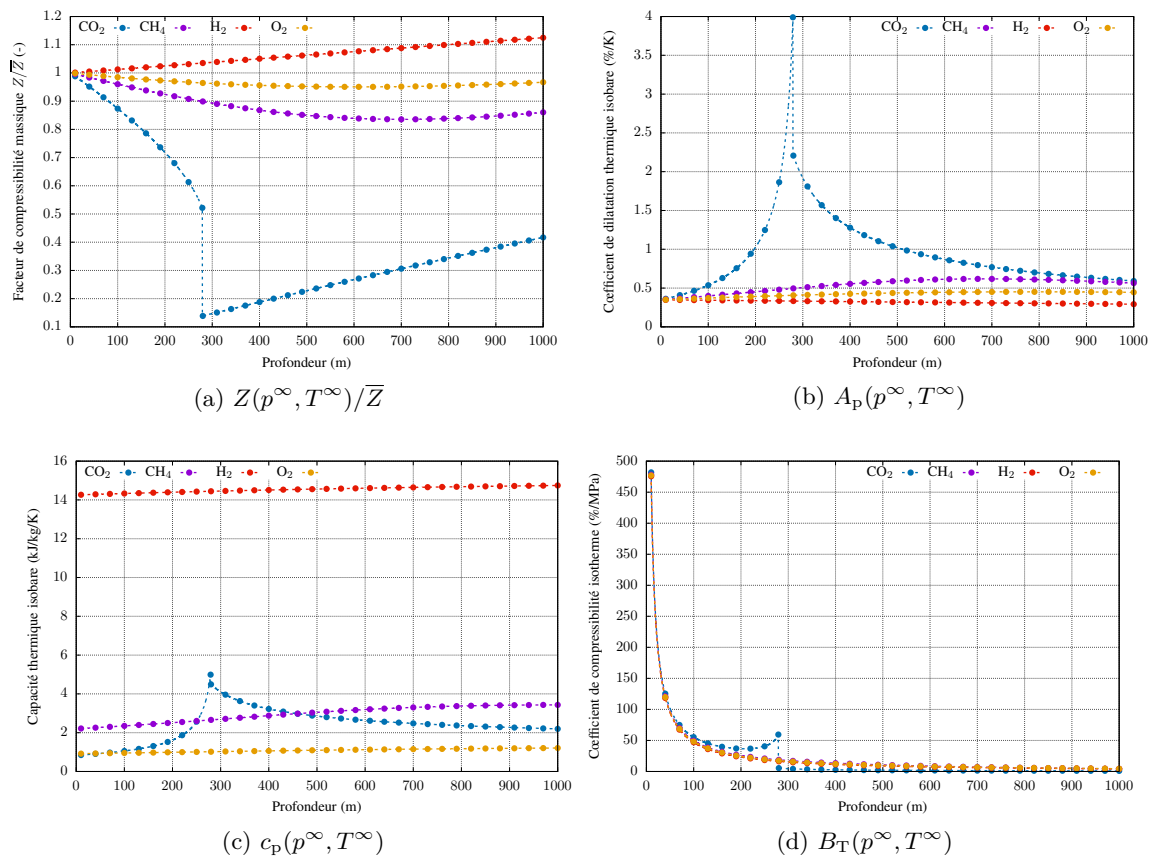 CO₂ CH₄ H₂ O₂
Facteur de compressibilité massique Z/Z̅ (-)
1.2
1.1
1
0.9
0.8
0.7
0.6
0.5
0.4
0.3
0.2
0.1
0 100 200 300 400 500 600 700 800 900 1000
Profondeur (m)
(a) Z(p^∞, T^∞)/Z̅
CO₂ CH₄ H₂ O₂
Cœfficient de dilatation thermique isobare (%/K)
4
3.5
3
2.5
2
1.5
1
0.5
0
0 100 200 300 400 500 600 700 800 900 1000
Profondeur (m)
(b) A_p(p^∞, T^∞)
CO₂ CH₄ H₂ O₂
Capacité thermique isobare (kJ/kg/K)
16
14
12
10
8
6
4
2
0
0 100 200 300 400 500 600 700 800 900 1000
Profondeur (m)
(c) c_p(p^∞, T^∞)
CO₂ CH₄ H₂ O₂
Cœfficient de compressibilité isotherme (%/MPa)
500
450
400
350
300
250
200
150
100
50
0
0 100 200 300 400 500 600 700 800 900 1000
Profondeur (m)
(d) B_T(p^∞, T^∞)